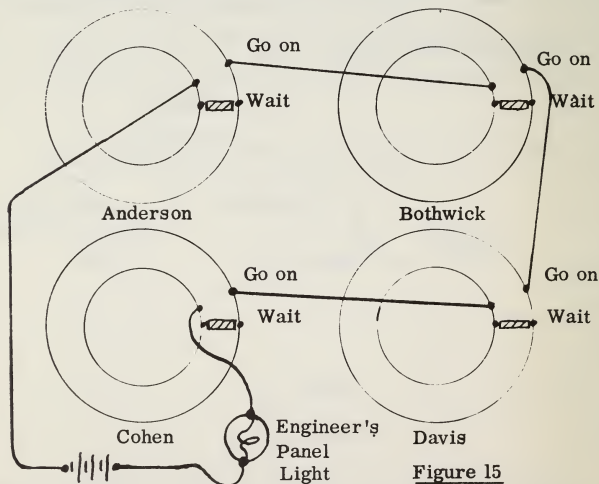 Go on
Wait
Anderson
Go on
Wait
Bothwick
Go on
Wait
Cohen
Go on
Wait
Davis
Engineer's
Panel
Light
Figure 15